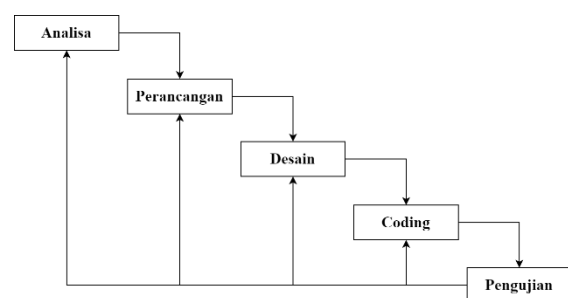 Analisa
Perancangan
Desain
Coding
Pengujian